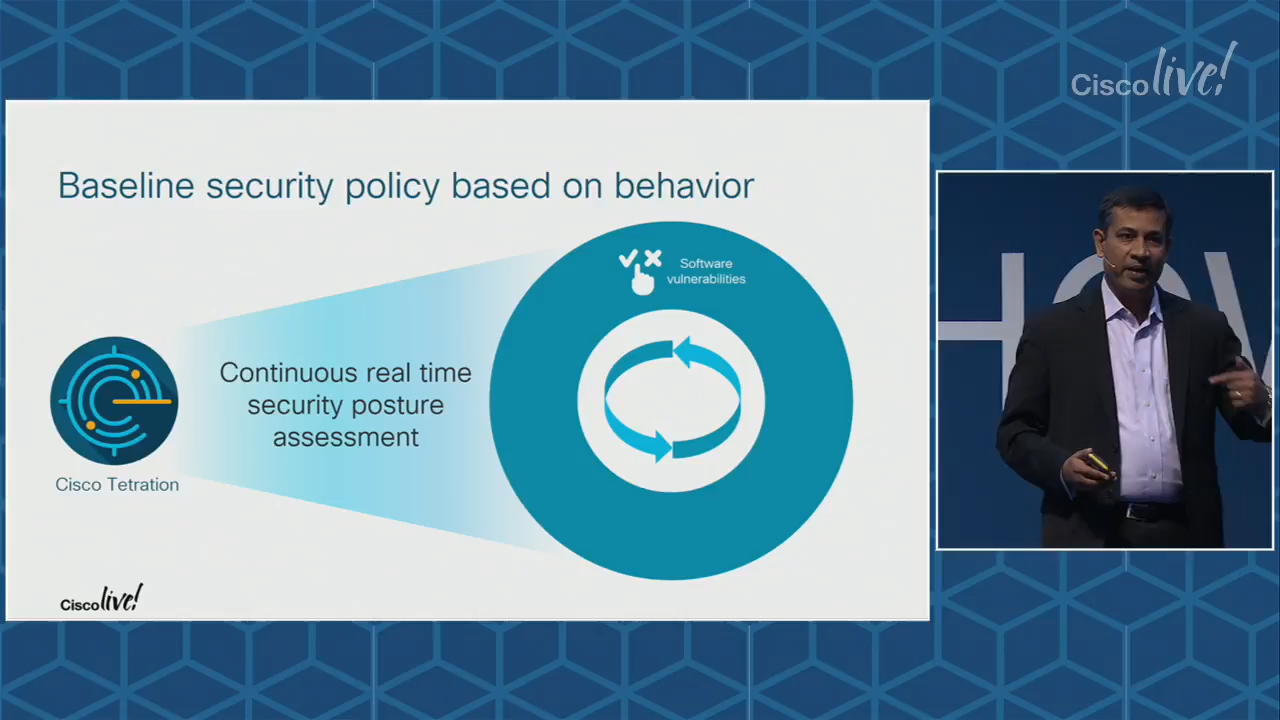 Cisco live!
Baseline security policy based on behavior
Software
vulnerabilities
Continuous real time
security posture
assessment
Cisco Tetration
Cisco live!
HOW